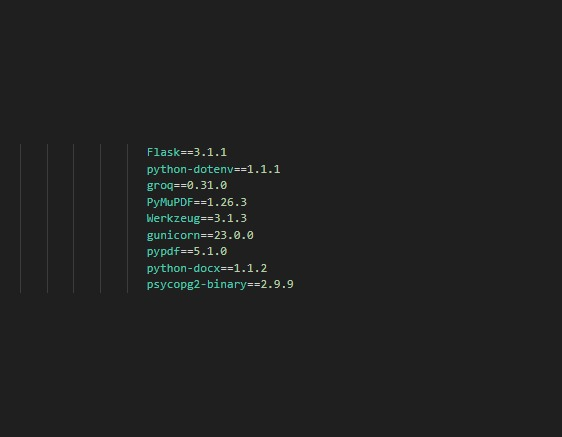 Flask==3.1.1
python-dotenv==1.1.1
groq==0.31.0
PyMuPDF==1.26.3
Werkzeug==3.1.3
gunicorn==23.0.0
pypdf==5.1.0
python-docx==1.1.2
psycopg2-binary==2.9.9